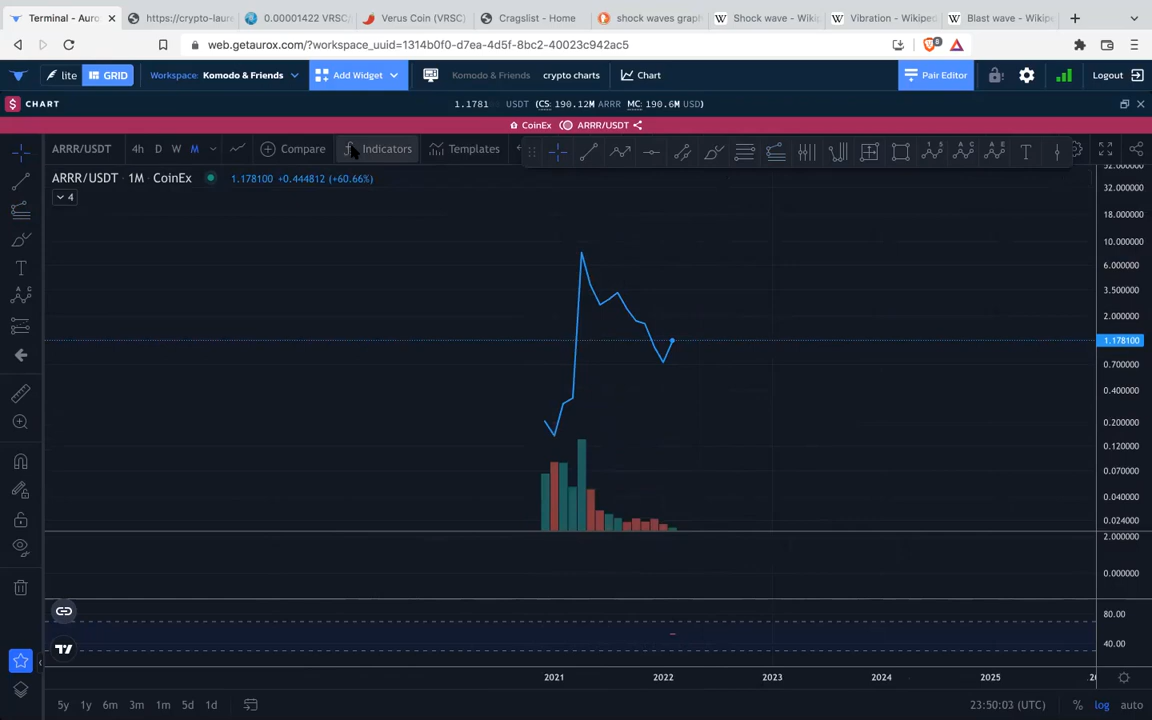 Terminal - Auro
https://crypto-laur
0.00001422 VRSC
Verus Coin (VRSC)
Cragslist - Home
shock waves grap
Shock wave - Wiki
Vibration - Wikipe
Blast wave - Wikip
web.getaurox.com/?workspace_uuid=1314b0f0-d7ea-4d5f-8bc2-40023c942ac5
lite
GRID
Workspace: Komodo & Friends
Add Widget
Komodo & Friends
crypto charts
Chart
Pair Editor
Logout
$ CHART
1.1781 USDT (CS: 190.12M ARRR MC: 190.6M USD)
CoinEx ARRR/USDT
ARRR/USDT
4h
D
W
M
Compare
Indicators
Templates
ARRR/USDT · 1M · CoinEx
1.178100 +0.444812 (+60.66%)
4
32.000000
18.000000
10.000000
6.000000
3.500000
2.000000
1.178100
0.700000
0.400000
0.200000
0.120000
0.070000
0.040000
0.024000
2.000000
0.000000
80.00
40.00
2021
2022
2023
2024
2025
5y
1y
6m
3m
1m
5d
1d
23:50:03 (UTC)
%
log
auto